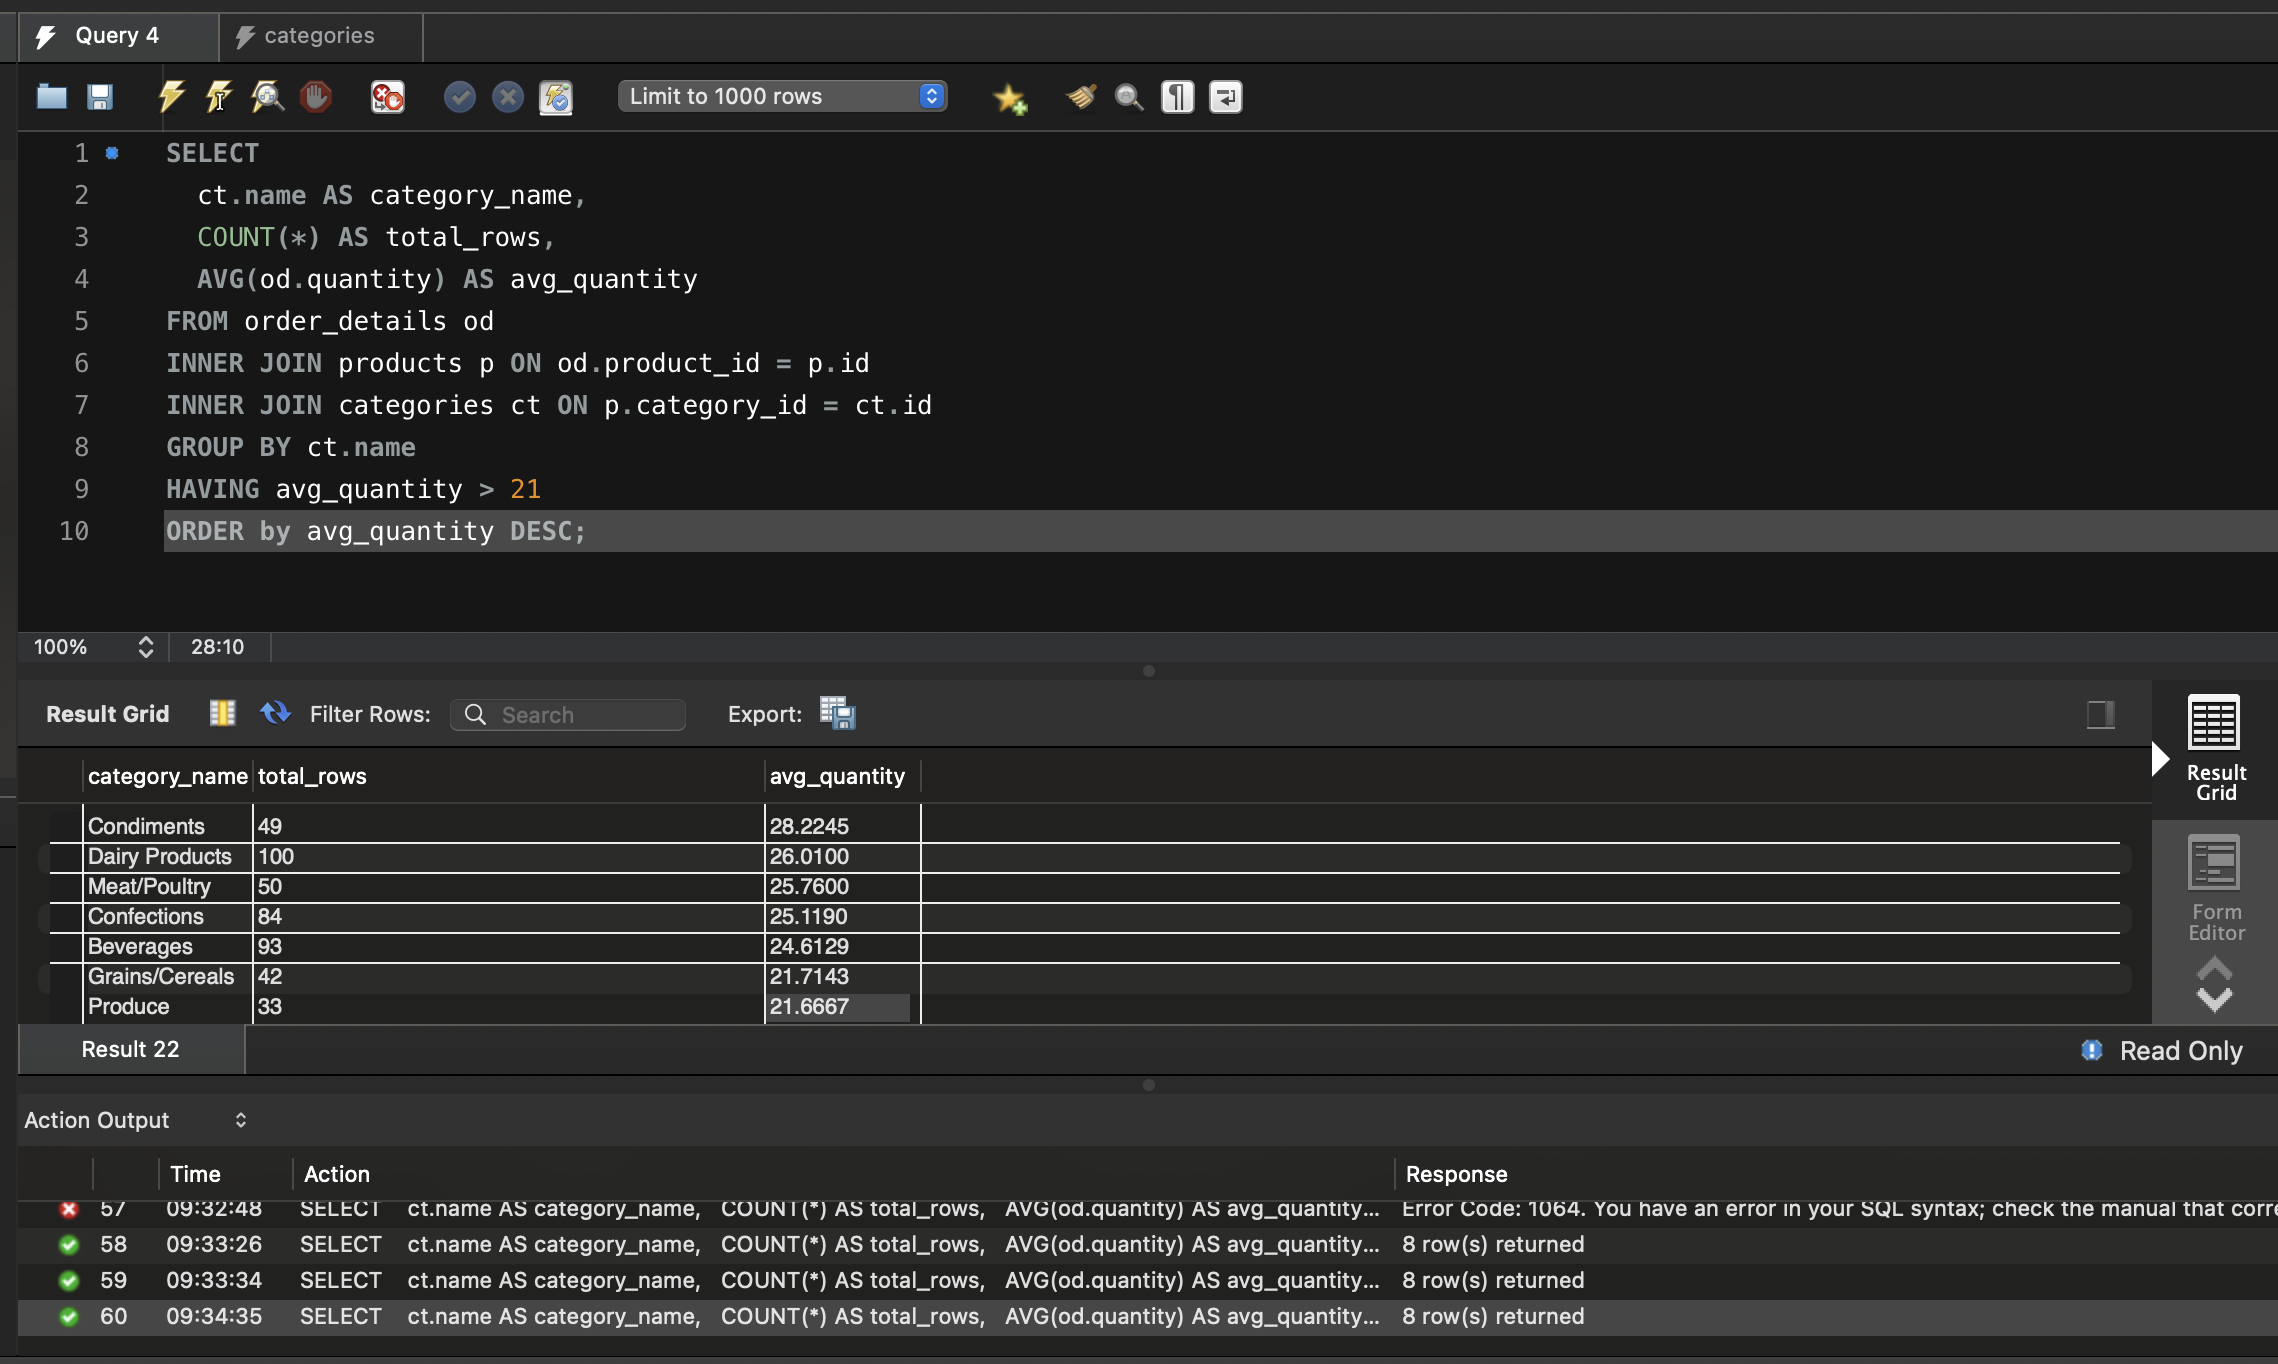 Query 4 categories
Limit to 1000 rows
1 SELECT
2 ct.name AS category_name,
3 COUNT(*) AS total_rows,
4 AVG(od.quantity) AS avg_quantity
5 FROM order_details od
6 INNER JOIN products p ON od.product_id = p.id
7 INNER JOIN categories ct ON p.category_id = ct.id
8 GROUP BY ct.name
9 HAVING avg_quantity > 21
10 ORDER by avg_quantity DESC;
100% 28:10
Result Grid Filter Rows: Search Export:
category_name total_rows avg_quantity
Condiments 49 28.2245
Dairy Products 100 26.0100
Meat/Poultry 50 25.7600
Confections 84 25.1190
Beverages 93 24.6129
Grains/Cereals 42 21.7143
Produce 33 21.6667
Result
Grid
Form
Editor
Result 22 Read Only
Action Output
Time Action Response
57 09:32:48 SELECT ct.name AS category_name, COUNT(*) AS total_rows, AVG(od.quantity) AS avg_quantity... Error Code: 1064. You have an error in your SQL syntax; check the manual that corre
58 09:33:26 SELECT ct.name AS category_name, COUNT(*) AS total_rows, AVG(od.quantity) AS avg_quantity... 8 row(s) returned
59 09:33:34 SELECT ct.name AS category_name, COUNT(*) AS total_rows, AVG(od.quantity) AS avg_quantity... 8 row(s) returned
60 09:34:35 SELECT ct.name AS category_name, COUNT(*) AS total_rows, AVG(od.quantity) AS avg_quantity... 8 row(s) returned